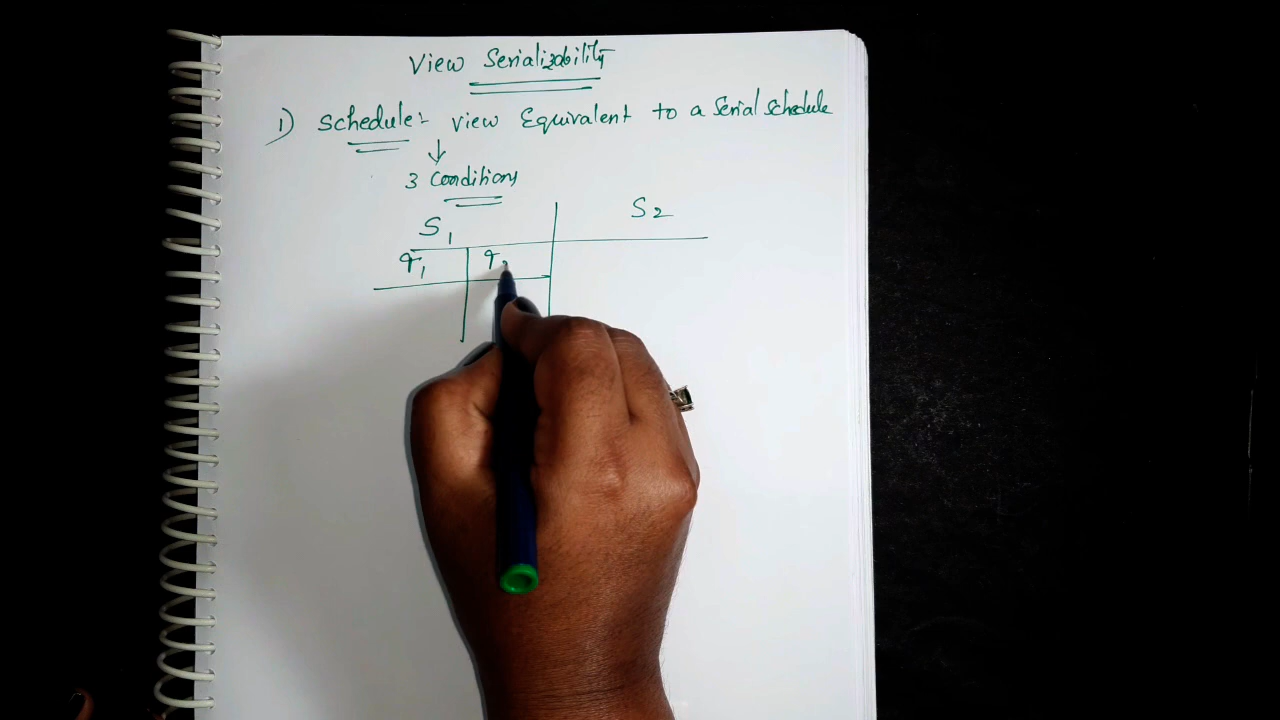 View Serializability
1) Schedule:- view Equivalent to a Serial Schedule
↓
3 Conditions
S1 S2
T1 T2